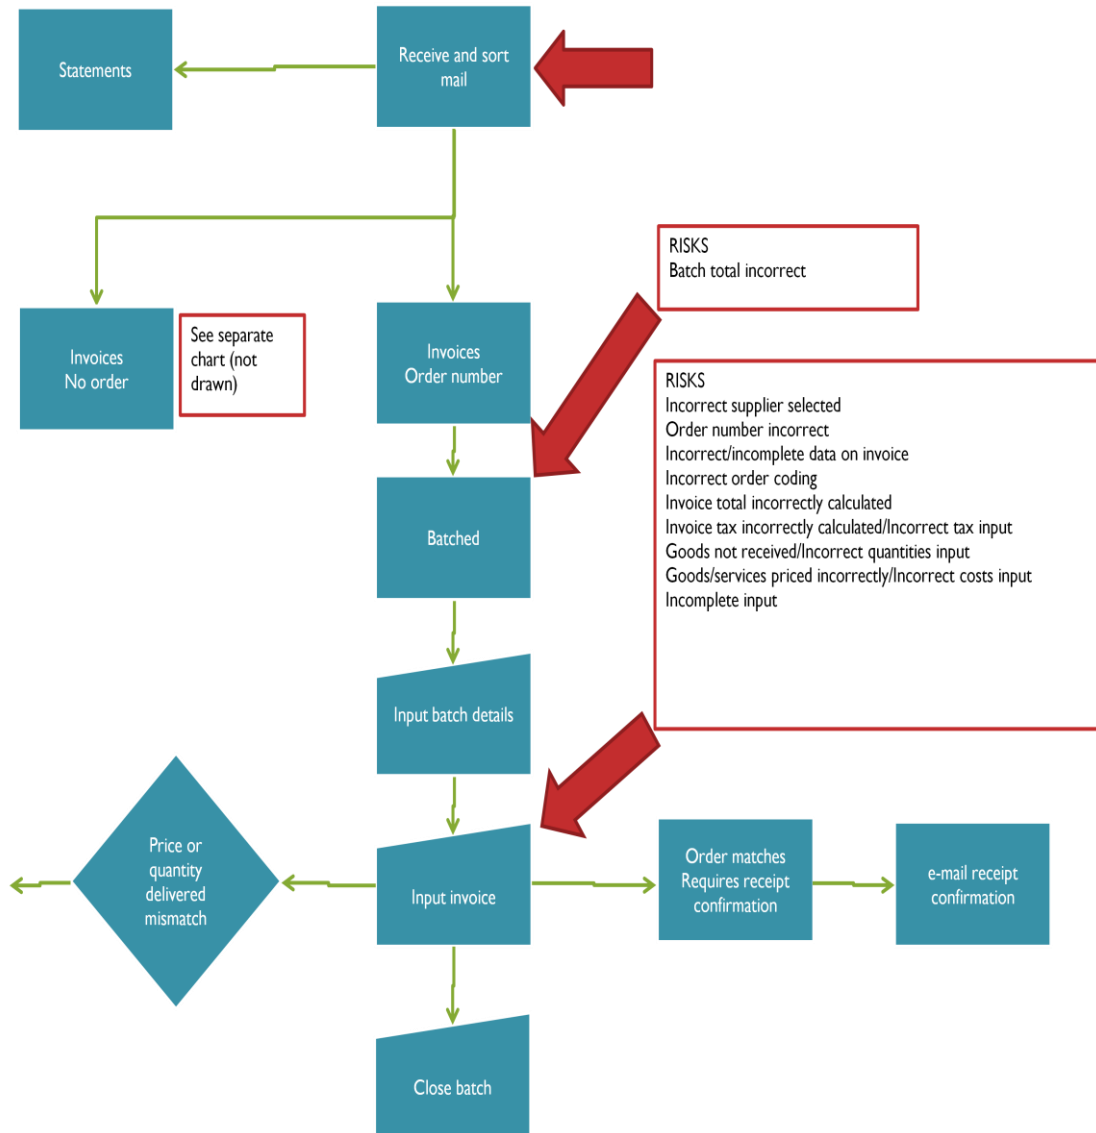 Statements
Receive and sort
mail
RISKS
Batch total incorrect
Invoices
No order
See separate
chart (not
drawn)
Invoices
Order number
RISKS
Incorrect supplier selected
Order number incorrect
Incorrect/incomplete data on invoice
Incorrect order coding
Invoice total incorrectly calculated
Invoice tax incorrectly calculated/Incorrect tax input
Goods not received/Incorrect quantities input
Goods/services priced incorrectly/Incorrect costs input
Incomplete input
Batched
Input batch details
Price or
quantity
delivered
mismatch
Input invoice
Order matches
Requires receipt
confirmation
e-mail receipt
confirmation
Close batch